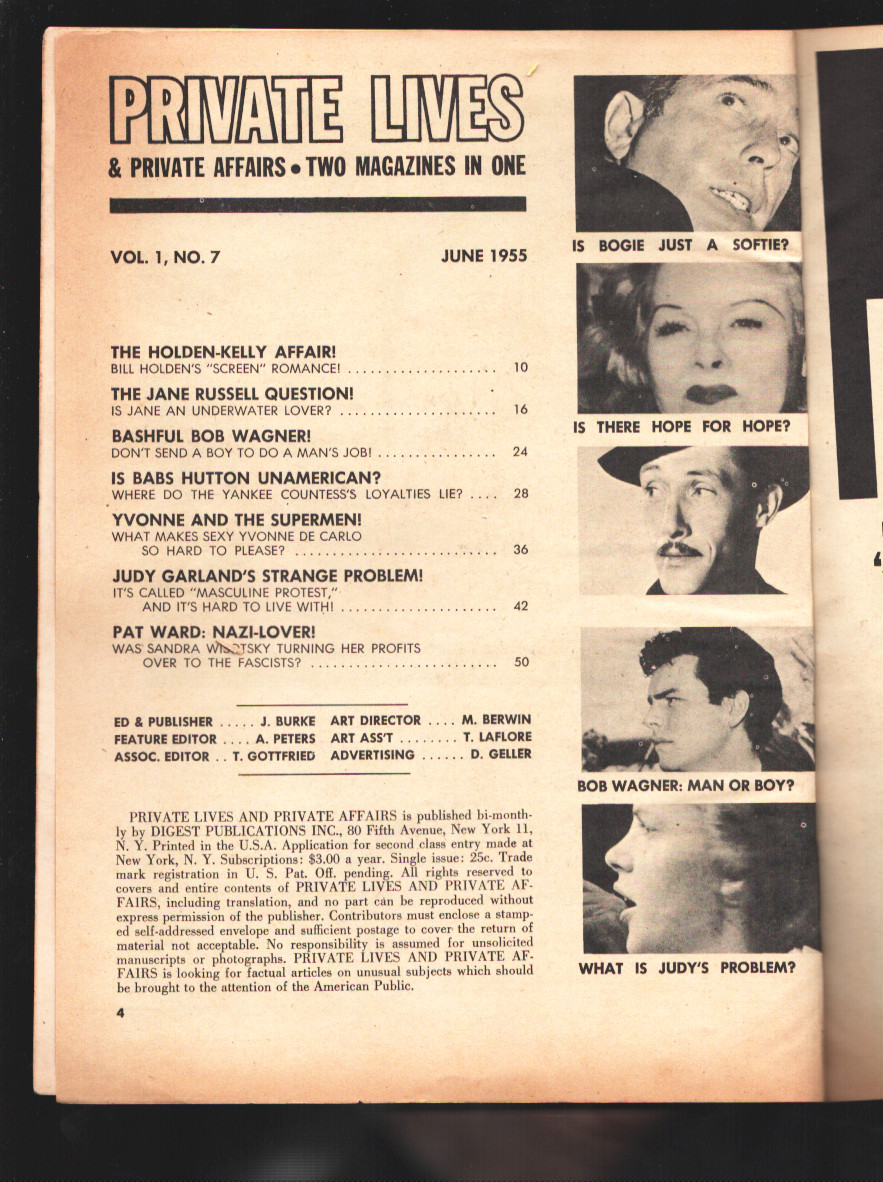 PRIVATE LIVES
& PRIVATE AFFAIRS • TWO MAGAZINES IN ONE
VOL. 1, NO. 7 JUNE 1955
THE HOLDEN-KELLY AFFAIR!
BILL HOLDEN'S "SCREEN" ROMANCE! .................... 10
THE JANE RUSSELL QUESTION!
IS JANE AN UNDERWATER LOVER? ..................... 16
BASHFUL BOB WAGNER!
DON'T SEND A BOY TO DO A MAN'S JOB! ................ 24
IS BABS HUTTON UNAMERICAN?
WHERE DO THE YANKEE COUNTESS'S LOYALTIES LIE? .... 28
YVONNE AND THE SUPERMEN!
WHAT MAKES SEXY YVONNE DE CARLO
SO HARD TO PLEASE? ........................... 36
JUDY GARLAND'S STRANGE PROBLEM!
IT'S CALLED "MASCULINE PROTEST,"
AND IT'S HARD TO LIVE WITH! ..................... 42
PAT WARD: NAZI-LOVER!
WAS SANDRA TURNING HER PROFITS
OVER TO THE FASCISTS? ......................... 50
ED & PUBLISHER ..... J. BURKE ART DIRECTOR .... M. BERWIN
FEATURE EDITOR .... A. PETERS ART ASS'T ........ T. LAFLORE
ASSOC. EDITOR .. T. GOTTFRIED ADVERTISING ...... D. GELLER
PRIVATE LIVES AND PRIVATE AFFAIRS is published bi-month-
ly by DIGEST PUBLICATIONS INC., 80 Fifth Avenue, New York 11,
N. Y. Printed in the U.S.A. Application for second class entry made at
New York, N. Y. Subscriptions: $3.00 a year. Single issue: 25c. Trade
mark registration in U. S. Pat. Off. pending. All rights reserved to
covers and entire contents of PRIVATE LIVES AND PRIVATE AF-
FAIRS, including translation, and no part can be reproduced without
express permission of the publisher. Contributors must enclose a stamp-
ed self-addressed envelope and sufficient postage to cover the return of
material not acceptable. No responsibility is assumed for unsolicited
manuscripts or photographs. PRIVATE LIVES AND PRIVATE AF-
FAIRS is looking for factual articles on unusual subjects which should
be brought to the attention of the American Public.
4
IS BOGIE JUST A SOFTIE?
IS THERE HOPE FOR HOPE?
BOB WAGNER: MAN OR BOY?
WHAT IS JUDY'S PROBLEM?